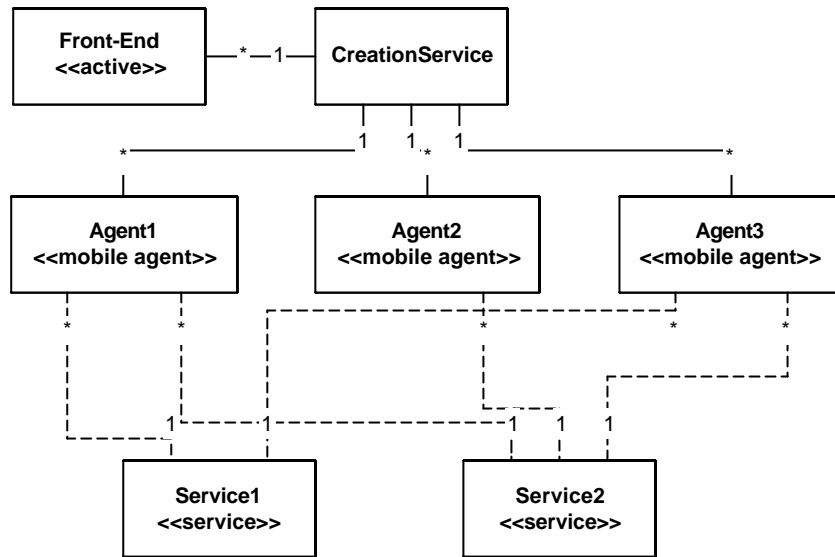 Front-End
<<active>>
* 1
CreationService
1 1 1
* * *
Agent1
<<mobile agent>>
Agent2
<<mobile agent>>
Agent3
<<mobile agent>>
* * * * *
1 1 1 1 1
Service1
<<service>>
Service2
<<service>>